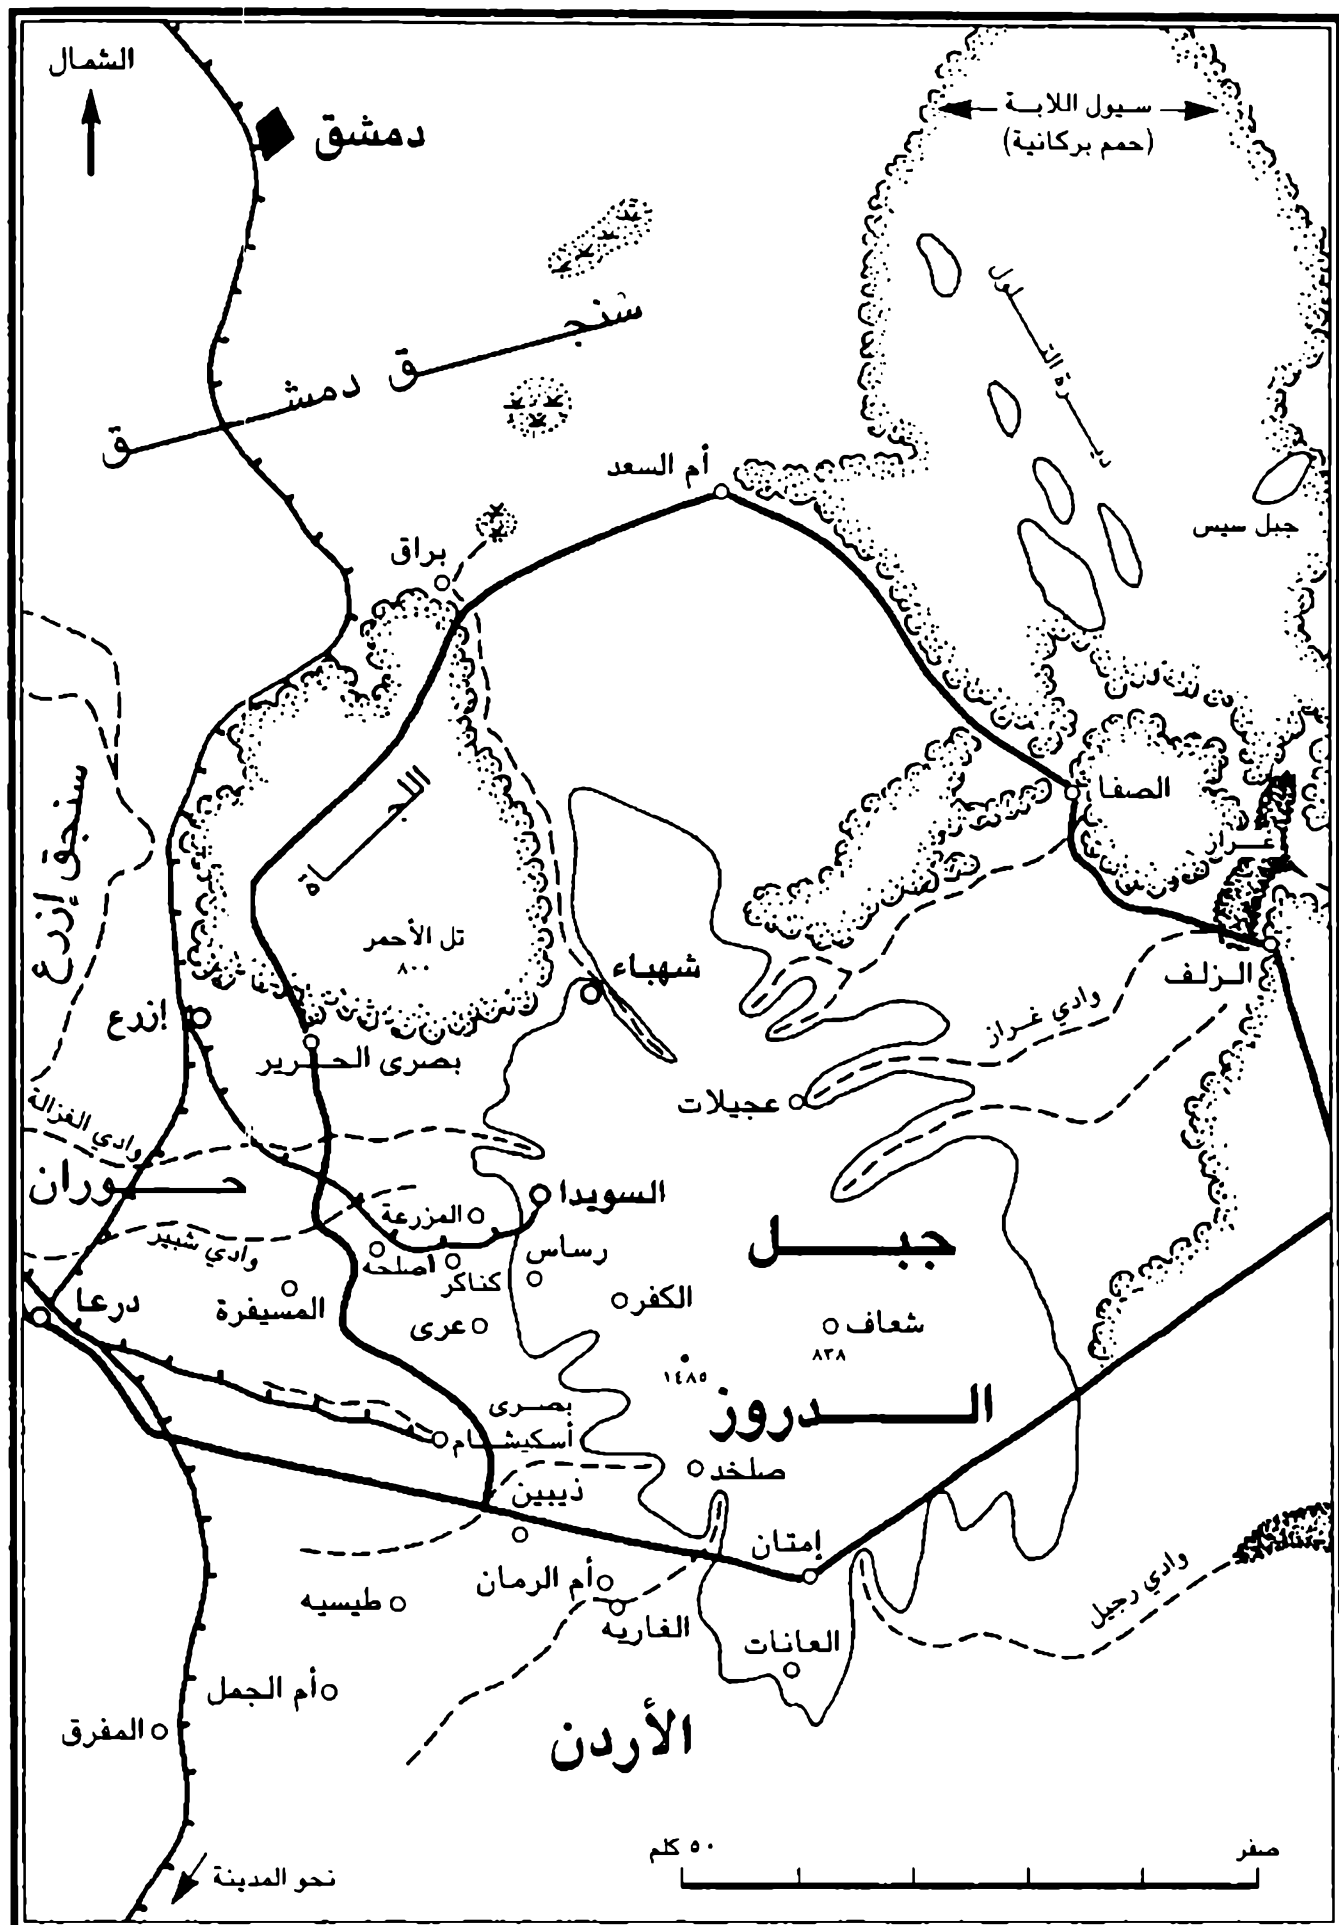 الشمال
دمشق
سيول اللابة
(حمم بركانية)
ديرة التلول
سنجق دمشق
أم السعد
جبل سيس
براق
سنجق إزرع
اللجاة
الصفا
تل الأحمر
٨٠٠
شهباء
الزلف
وادي غراز
إزرع
بصرى الحرير
عجيلات
وادي الغزالة
حوران
السويدا
المزرعة
وادي شبير
أصلحه
كناكر
رساس
جبل
الدروز
درعا
المسيفرة
عرى
الكفر
شعاف
٨٣٨
١٤٨٥
بصرى
أسكيشام
صلخد
ذيبين
إمتان
وادي رجيل
أم الرمان
طيسيه
الغاريه
العانات
أم الجمل
المفرق
الأردن
نحو المدينة
صفر
٥٠ كلم